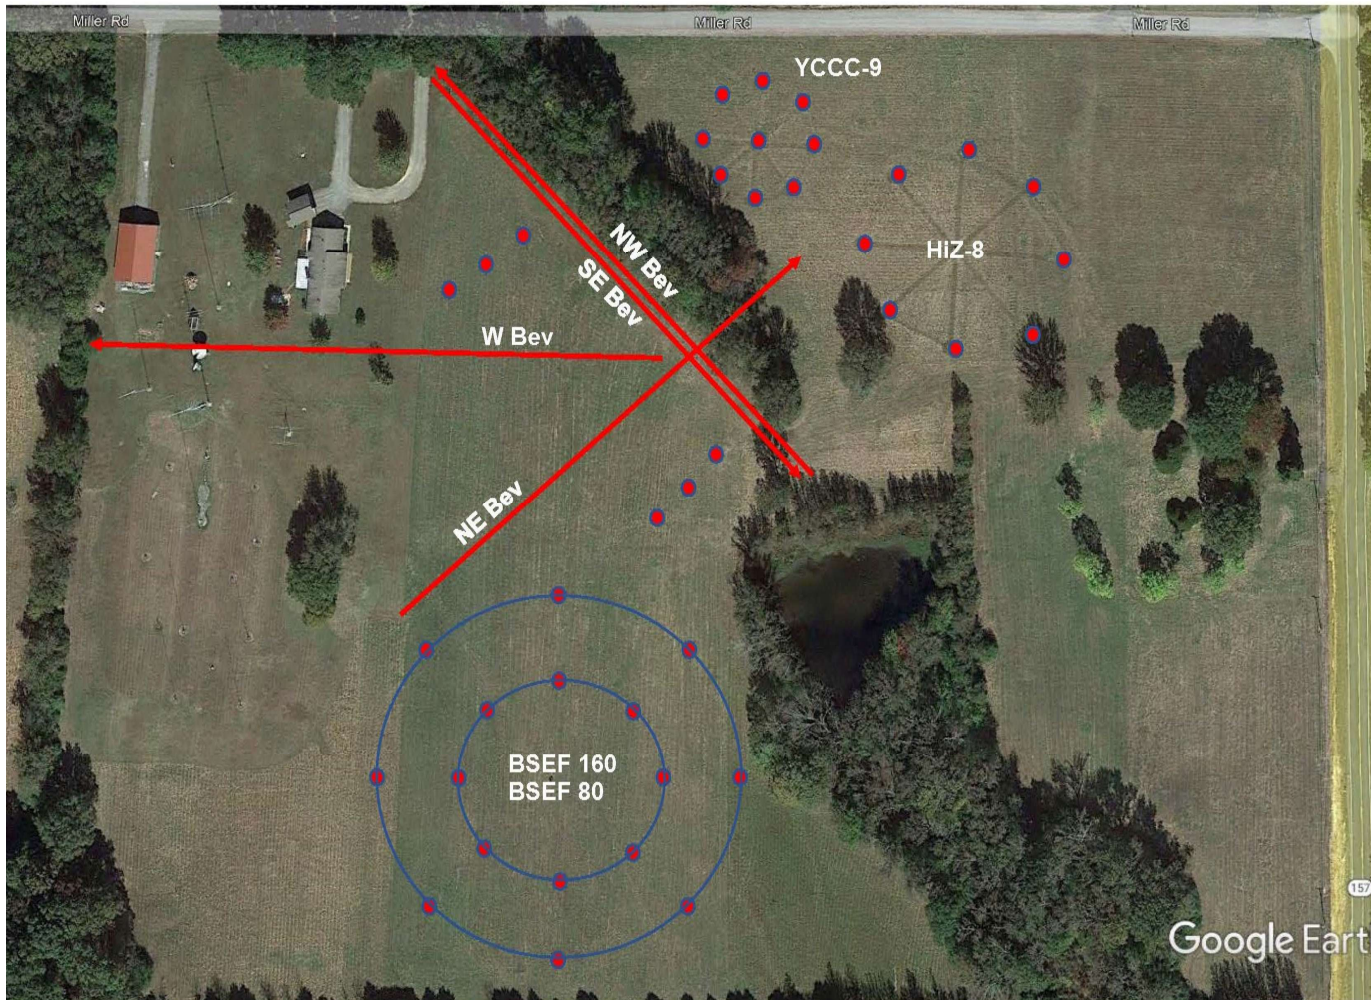 Miller Rd
Miller Rd
Miller Rd
YCCC-9
HiZ-8
NW Bev
SE Bev
W Bev
NE Bev
BSEF 160
BSEF 80
157
Google Eart